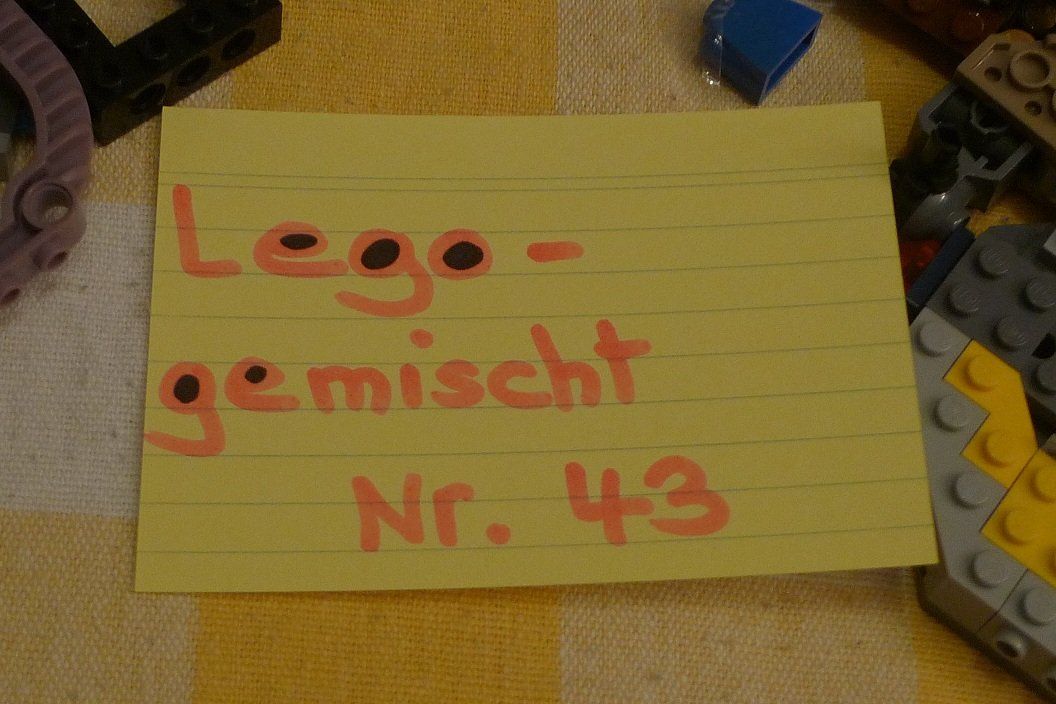 Lego -
gemischt
Nr. 43